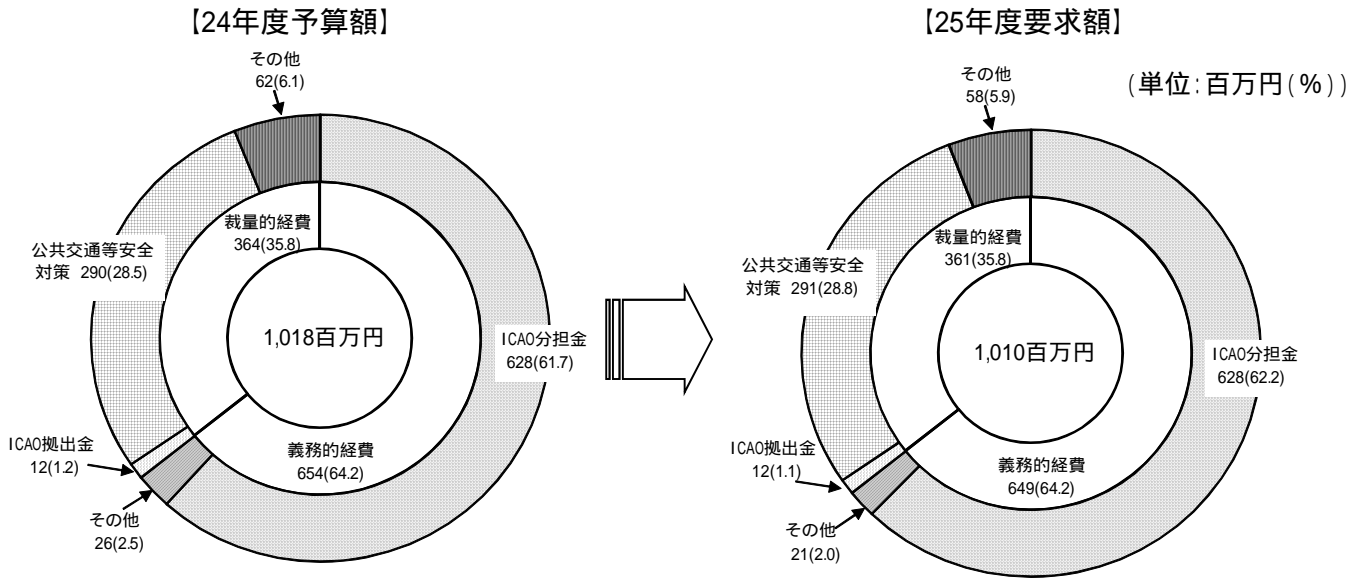 【24年度予算額】
その他
62(6.1)
裁量的経費
364(35.8)
公共交通等安全
対策 290(28.5)
1,018百万円
ICAO分担金
628(61.7)
ICAO拠出金
12(1.2)
義務的経費
654(64.2)
その他
26(2.5)
【25年度要求額】
(単位:百万円(%))
その他
58(5.9)
裁量的経費
361(35.8)
公共交通等安全
対策 291(28.8)
1,010百万円
ICAO分担金
628(62.2)
ICAO拠出金
12(1.1)
義務的経費
649(64.2)
その他
21(2.0)